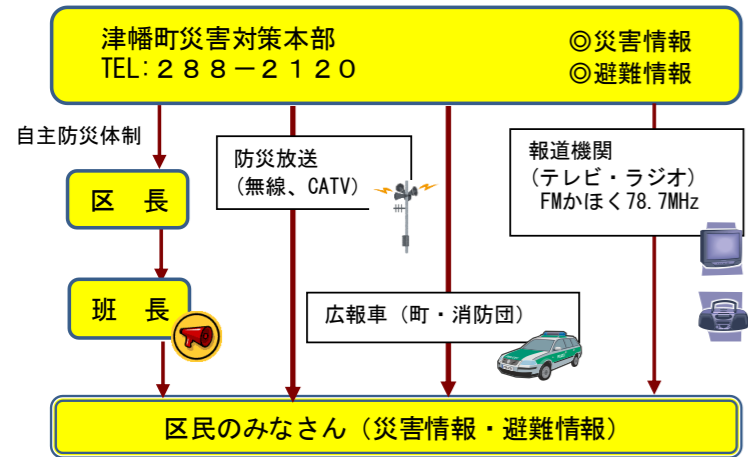 津幡町災害対策本部
TEL:２８８－２１２０
◎災害情報
◎避難情報
自主防災体制
区　長
班　長
防災放送
(無線、CATV)
広報車（町・消防団）
報道機関
(テレビ・ラジオ)
FMかほく78.7MHz
区民のみなさん（災害情報・避難情報）